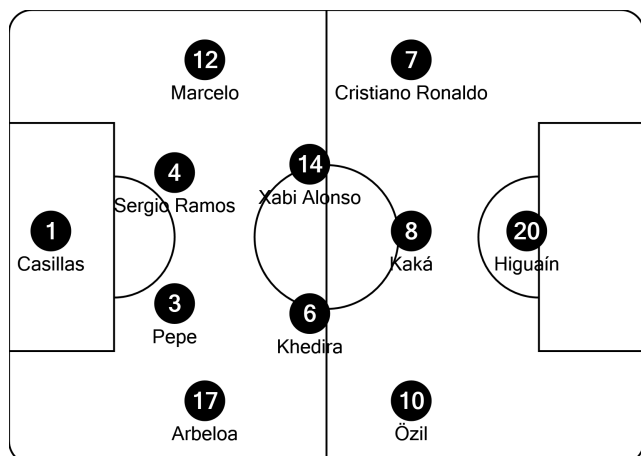 12
Marcelo
7
Cristiano Ronaldo
4
Sergio Ramos
14
Xabi Alonso
1
Casillas
8
Kaká
20
Higuaín
3
Pepe
6
Khedira
17
Arbeloa
10
Özil